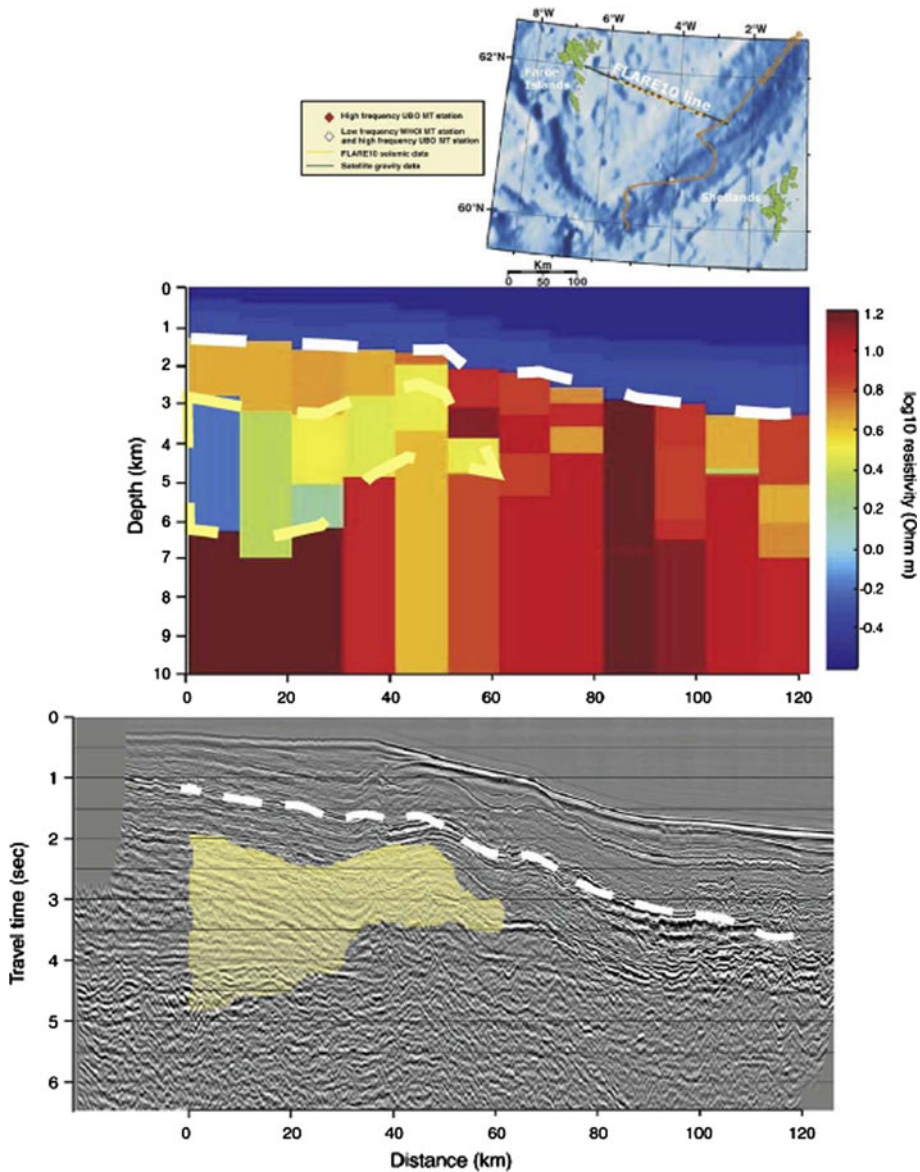 8°W 6°W 4°W 2°W
62°N
Faroe
Islands
FLARE10 line
60°N
Shetlands
High frequency UBO MT station
Low frequency WHOI MT station
and high frequency UBO MT station
FLARE10 seismic data
Satellite gravity data
Km
0 50 100
0
1
2
3
4
5
6
7
8
9
10
Depth (km)
0 20 40 60 80 100 120
1.2
1.0
0.8
0.6
0.4
0.2
0.0
-0.2
-0.4
log10 resistivity (Ohm m)
0
1
2
3
4
5
6
Travel time (sec)
0 20 40 60 80 100 120
Distance (km)